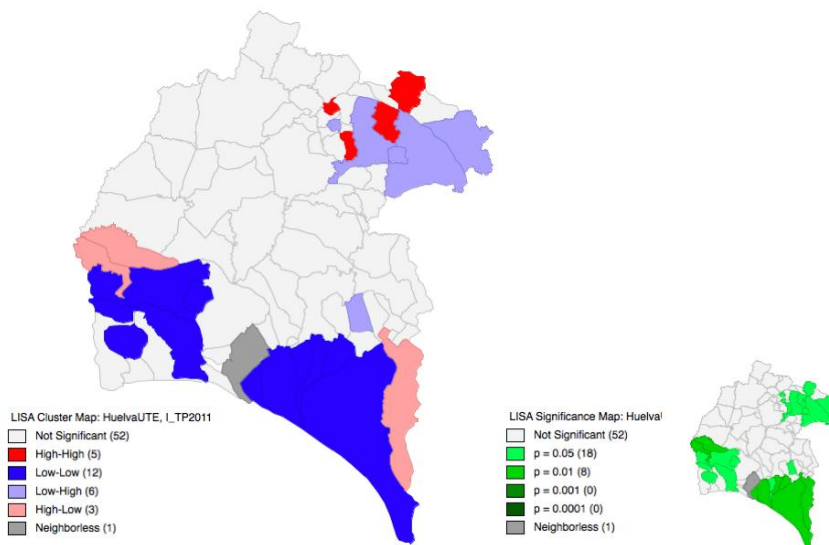 LISA Cluster Map: HuelvaUTE, I_TP2011
Not Significant (52)
High-High (5)
Low-Low (12)
Low-High (6)
High-Low (3)
Neighborless (1)
LISA Significance Map: Huelva
Not Significant (52)
p = 0.05 (18)
p = 0.01 (8)
p = 0.001 (0)
p = 0.0001 (0)
Neighborless (1)